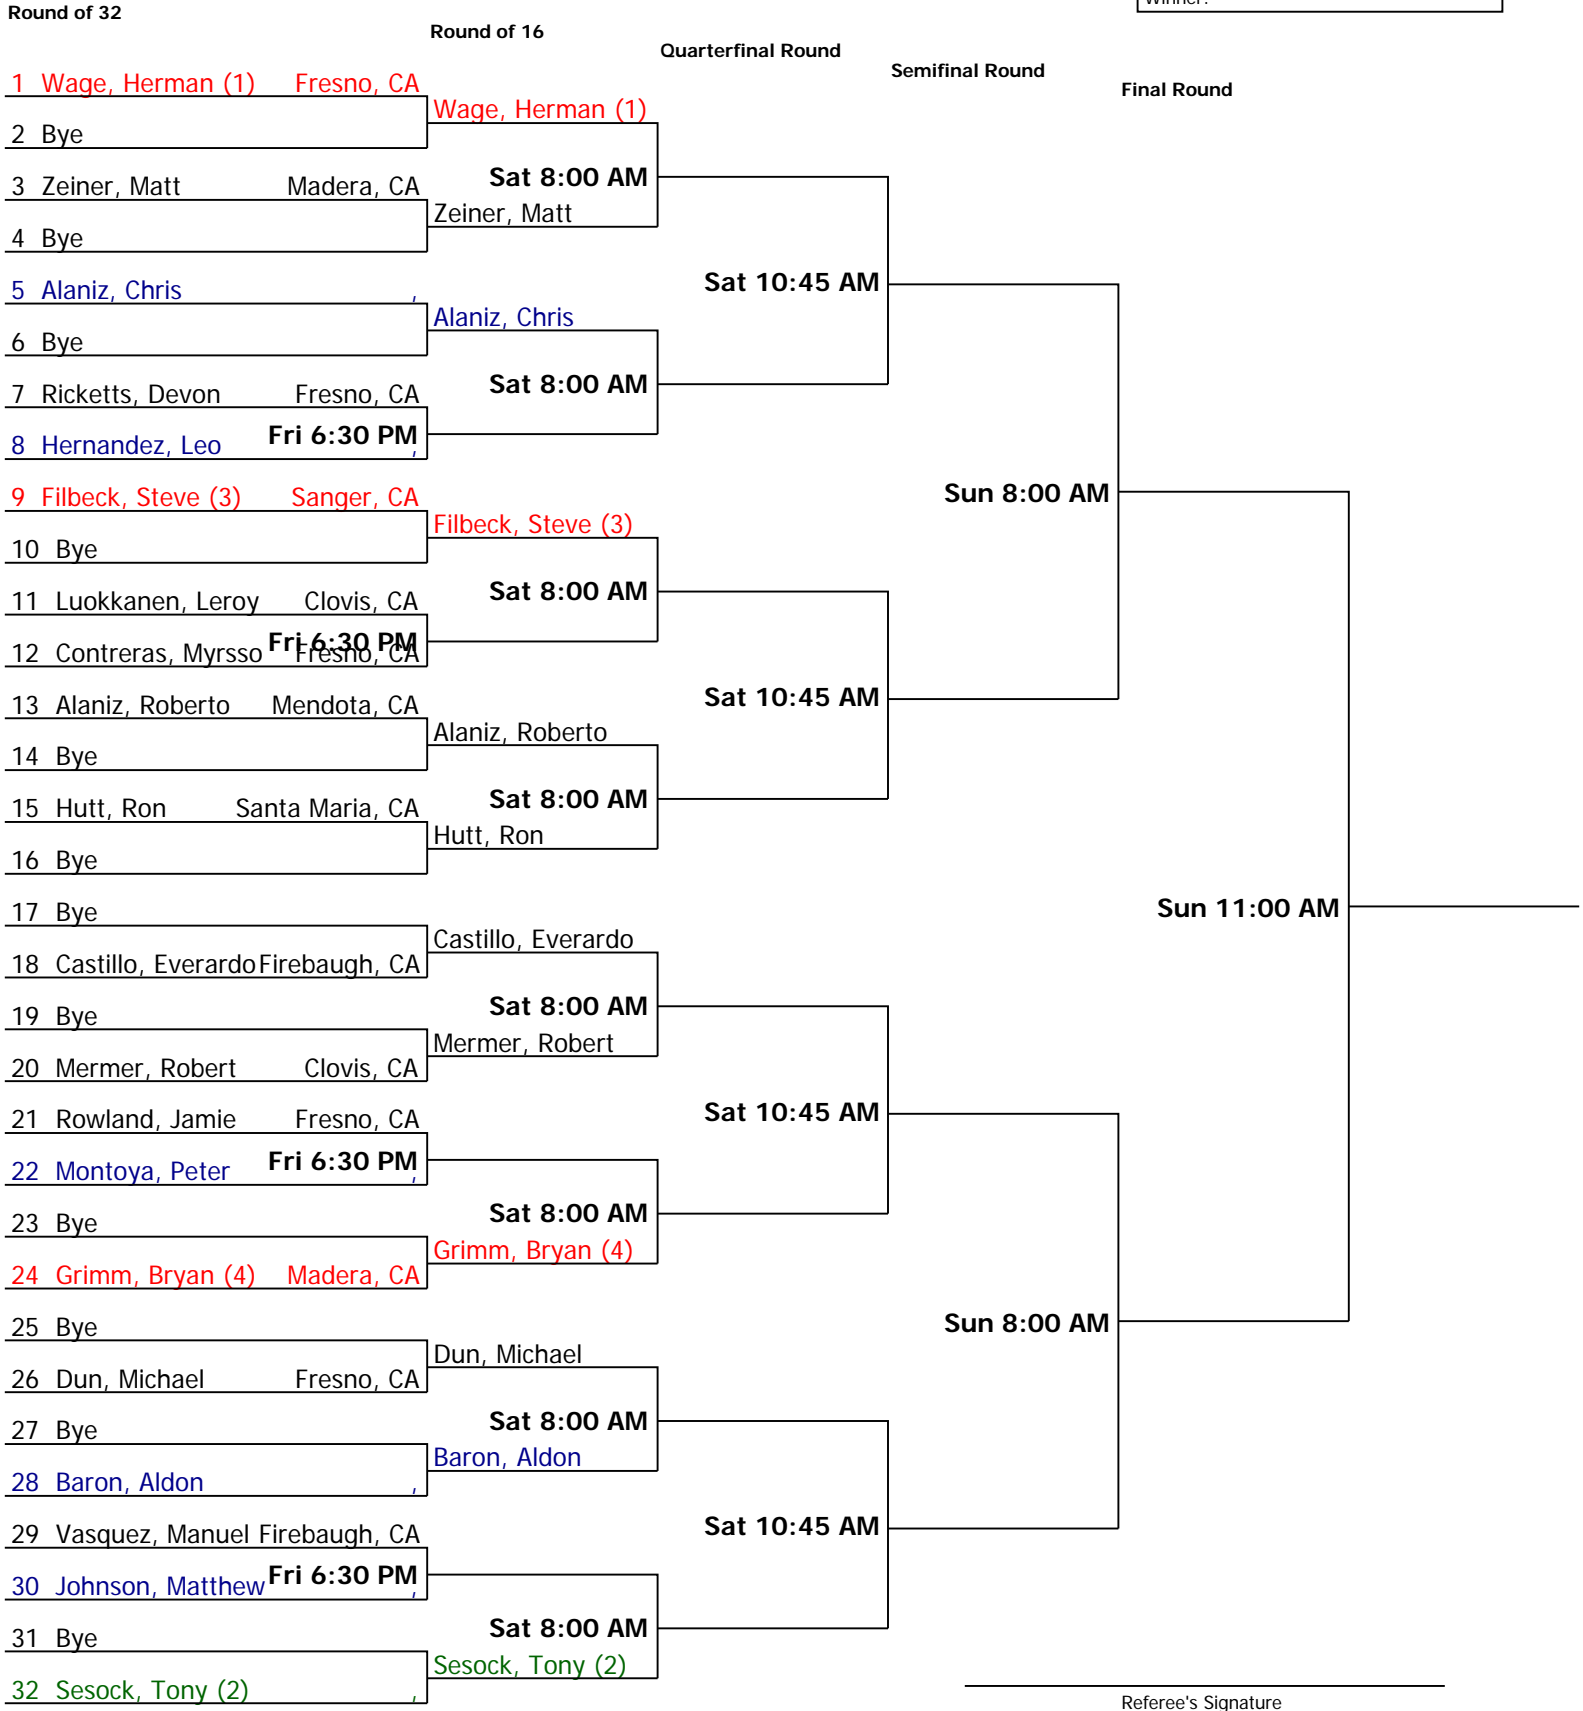 Winner:
Round of 32
Round of 16
Quarterfinal Round
Semifinal Round
Final Round
1 Wage, Herman (1) Fresno, CA
Wage, Herman (1)
2 Bye
Sat 8:00 AM
3 Zeiner, Matt Madera, CA
Zeiner, Matt
4 Bye
Sat 10:45 AM
5 Alaniz, Chris ,
Alaniz, Chris
6 Bye
Sat 8:00 AM
7 Ricketts, Devon Fresno, CA
Fri 6:30 PM
8 Hernandez, Leo ,
Sun 8:00 AM
9 Filbeck, Steve (3) Sanger, CA
Filbeck, Steve (3)
10 Bye
Sat 8:00 AM
11 Luokkanen, Leroy Clovis, CA
Fri 6:30 PM
12 Contreras, Myrsso Fresno, CA
Sat 10:45 AM
13 Alaniz, Roberto Mendota, CA
Alaniz, Roberto
14 Bye
Sat 8:00 AM
15 Hutt, Ron Santa Maria, CA
Hutt, Ron
16 Bye
Sun 11:00 AM
17 Bye
Castillo, Everardo
18 Castillo, Everardo Firebaugh, CA
Sat 8:00 AM
19 Bye
Mermer, Robert
20 Mermer, Robert Clovis, CA
Sat 10:45 AM
21 Rowland, Jamie Fresno, CA
Fri 6:30 PM
22 Montoya, Peter ,
Sat 8:00 AM
23 Bye
Grimm, Bryan (4)
24 Grimm, Bryan (4) Madera, CA
Sun 8:00 AM
25 Bye
Dun, Michael
26 Dun, Michael Fresno, CA
Sat 8:00 AM
27 Bye
Baron, Aldon
28 Baron, Aldon ,
Sat 10:45 AM
29 Vasquez, Manuel Firebaugh, CA
Fri 6:30 PM
30 Johnson, Matthew ,
Sat 8:00 AM
31 Bye
Sesock, Tony (2)
32 Sesock, Tony (2) ,
Referee's Signature